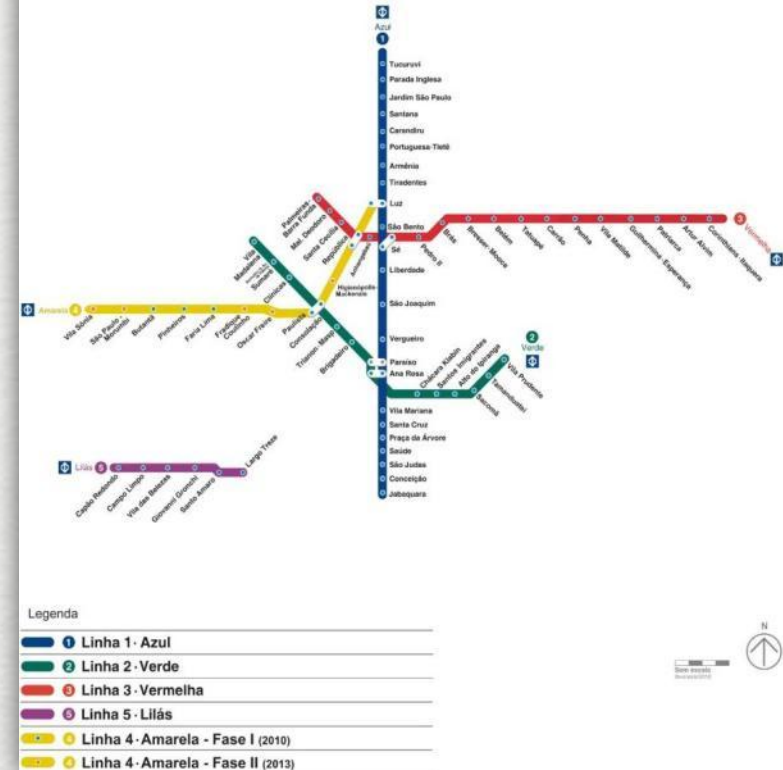 Azul
1
Tucuruvi
Parada Inglesa
Jardim São Paulo
Santana
Carandiru
Portuguesa-Tietê
Armênia
Tiradentes
Luz
São Bento
Sé
Liberdade
São Joaquim
Vergueiro
Paraíso
Ana Rosa
Vila Mariana
Santa Cruz
Praça da Árvore
Saúde
São Judas
Conceição
Jabaquara
Palmeiras-
Barra Funda
Mal. Deodoro
Santa Cecília
República
Anhangabaú
Pedro II
Brás
Bresser-Mooca
Belém
Tatuapé
Carrão
Penha
Vila Matilde
Guilhermina-Esperança
Patriarca
Artur Alvim
Corinthians-Itaquera
3
Vermelha
Vila
Madalena
Sumaré
Clínicas
Consolação
Trianon-Masp
Brigadeiro
Chácara Klabin
Santos Imigrantes
Alto do Ipiranga
Sacomã
Tamanduateí
Vila Prudente
2
Verde
Amarela 4
Vila Sônia
São Paulo-
Morumbi
Butantã
Pinheiros
Faria Lima
Fradique
Coutinho
Oscar Freire
Paulista
Higienópolis-
Mackenzie
Lilás 5
Capão Redondo
Campo Limpo
Vila das Belezas
Giovanni Gronchi
Santo Amaro
Largo Treze
Legenda
1 Linha 1·Azul
2 Linha 2·Verde
3 Linha 3·Vermelha
5 Linha 5·Lilás
4 Linha 4·Amarela - Fase I (2010)
4 Linha 4·Amarela - Fase II (2013)
N
Sem escala